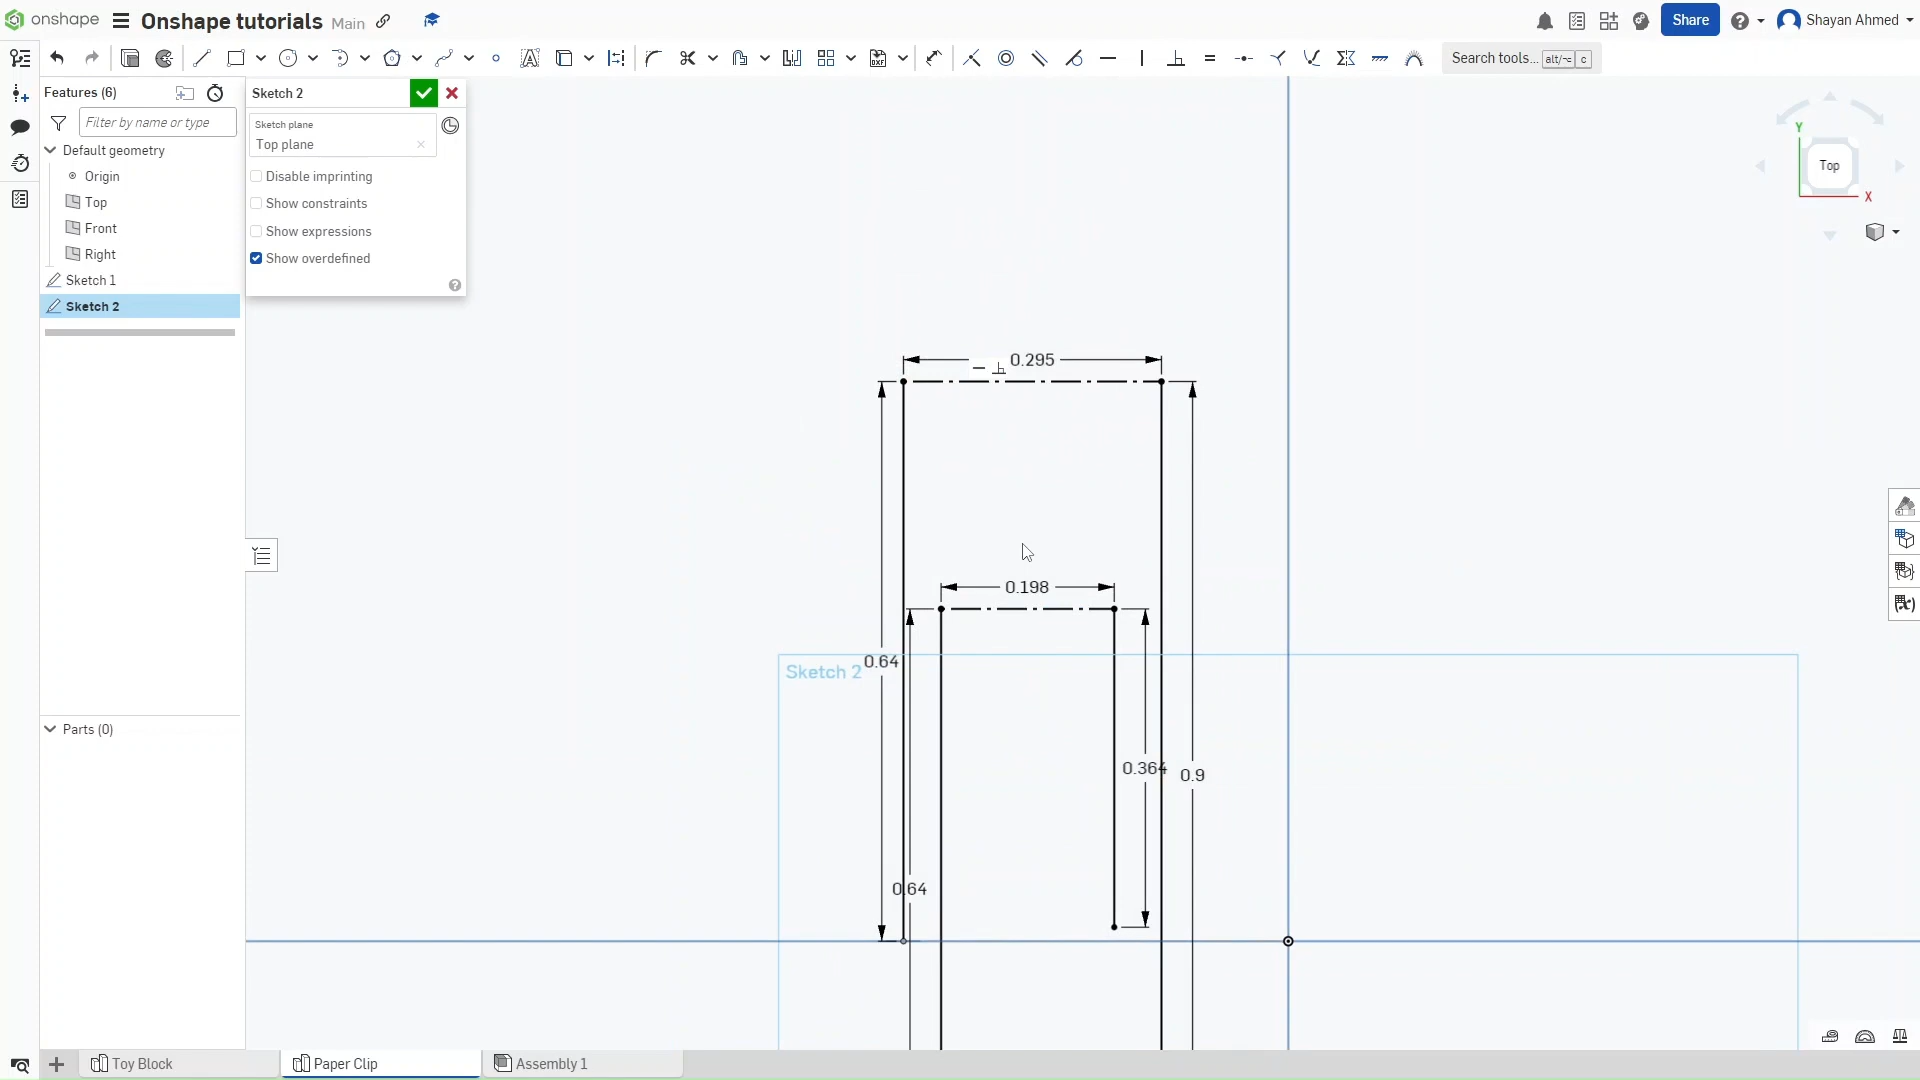 onshape Onshape tutorials Main Share Shayan Ahmed
Search tools... alt/⌥ c
Features (6)
Filter by name or type
Default geometry
Origin
Top
Front
Right
Sketch 1
Sketch 2
Parts (0)
Sketch 2
Sketch plane
Top plane
Disable imprinting
Show constraints
Show expressions
Show overdefined
Y
Top
X
0.295
0.198
0.64
Sketch 2
0.364
0.9
0.64
Toy Block
Paper Clip
Assembly 1